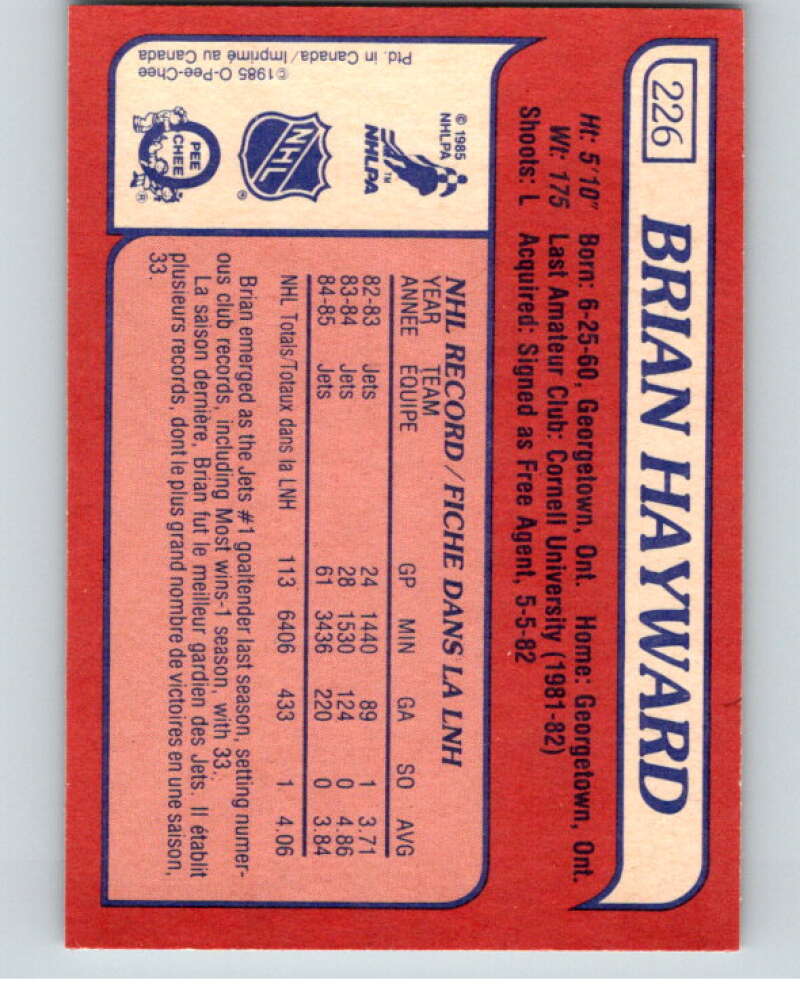 226
BRIAN HAYWARD
Ht: 5'10" Born: 6-25-60, Georgetown, Ont. Home: Georgetown, Ont.
Wt: 175 Last Amateur Club: Cornell University (1981-82)
Shoots: L Acquired: Signed as Free Agent, 5-5-82
© 1985
NHLPA
NHLPA
TM
NHL
®
O
PEE
CHEE
®
©1985 O-Pee-Chee
Ptd. in Canada/Imprimé au Canada
NHL RECORD/FICHE DANS LA LNH
YEAR TEAM
ANNÉE EQUIPE GP MIN GA SO AVG
82-83 Jets 24 1440 89 1 3.71
83-84 Jets 28 1530 124 0 4.86
84-85 Jets 61 3436 220 0 3.84
NHL Totals/Totaux dans la LNH 113 6406 433 1 4.06
Brian emerged as the Jets #1 goaltender last season, setting numer-
ous club records, including Most wins-1 season, with 33.
La saison dernière, Brian fut le meilleur gardien des Jets. Il établit
plusieurs records, dont le plus grand nombre de victoires en une saison,
33.